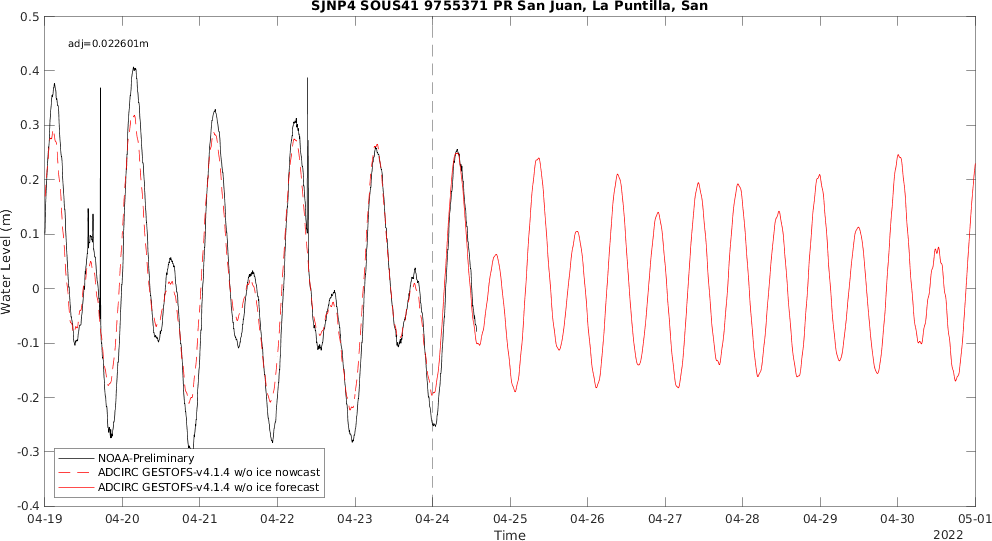 SJNP4 SOUS41 9755371 PR San Juan, La Puntilla, San
adj=0.022601m
Water Level (m)
0.5
0.4
0.3
0.2
0.1
0
-0.1
-0.2
-0.3
-0.4
NOAA-Preliminary
ADCIRC GESTOFS-v4.1.4 w/o ice nowcast
ADCIRC GESTOFS-v4.1.4 w/o ice forecast
04-19 04-20 04-21 04-22 04-23 04-24 04-25 04-26 04-27 04-28 04-29 04-30 05-01
Time
2022